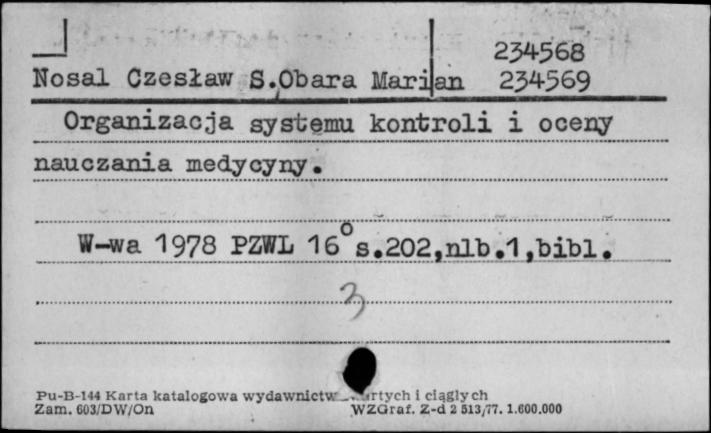 234568
Nosal Czesław S.,Obara Marian 234569
Organizacja systemu kontroli i oceny
nauczania medycyny.
W-wa 1978 PZWL 16° s.202,nlb.1,bibl.
3
Pu-B-144 Karta katalogowa wydawnictw i ciągłych
Zam. 603/DW/On WZGraf. Z-d 2 513/77. 1.600.000